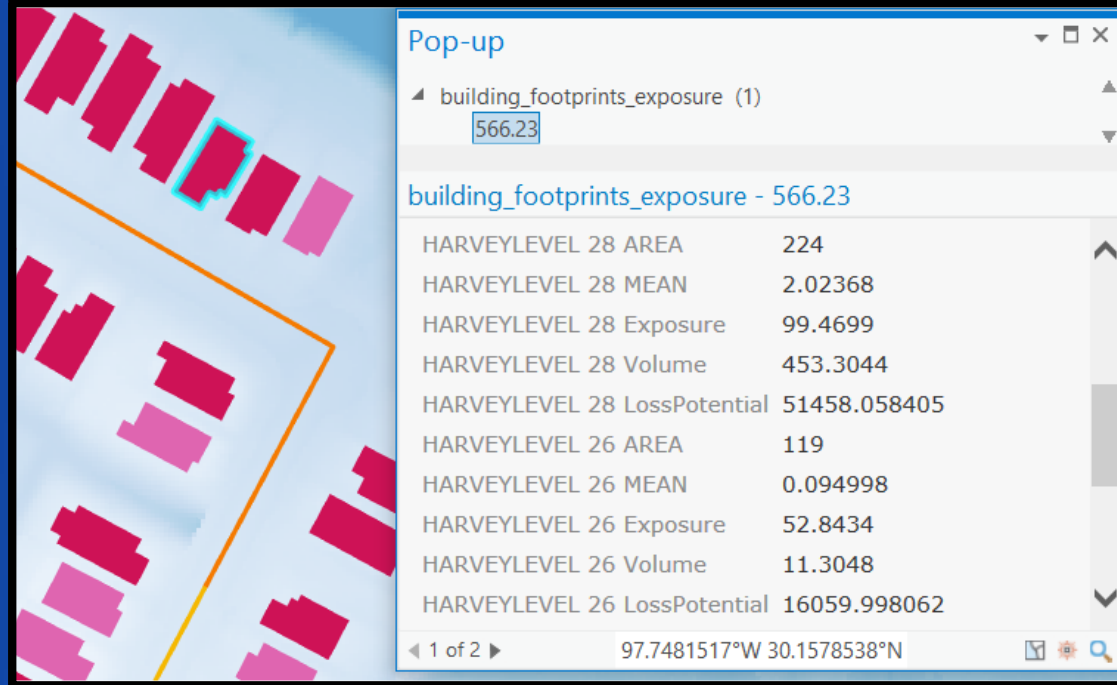 Pop-up
building_footprints_exposure (1)
566.23
building_footprints_exposure - 566.23
HARVEYLEVEL 28 AREA 224
HARVEYLEVEL 28 MEAN 2.02368
HARVEYLEVEL 28 Exposure 99.4699
HARVEYLEVEL 28 Volume 453.3044
HARVEYLEVEL 28 LossPotential 51458.058405
HARVEYLEVEL 26 AREA 119
HARVEYLEVEL 26 MEAN 0.094998
HARVEYLEVEL 26 Exposure 52.8434
HARVEYLEVEL 26 Volume 11.3048
HARVEYLEVEL 26 LossPotential 16059.998062
1 of 2 97.7481517°W 30.1578538°N